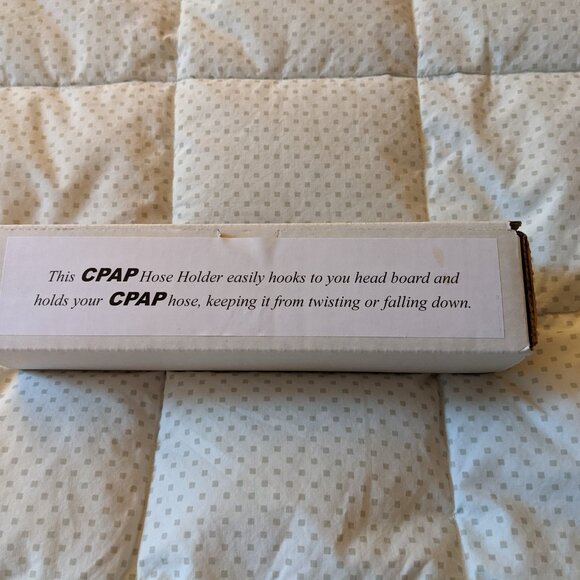 This CPAP Hose Holder easily hooks to you head board and
holds your CPAP hose, keeping it from twisting or falling down.